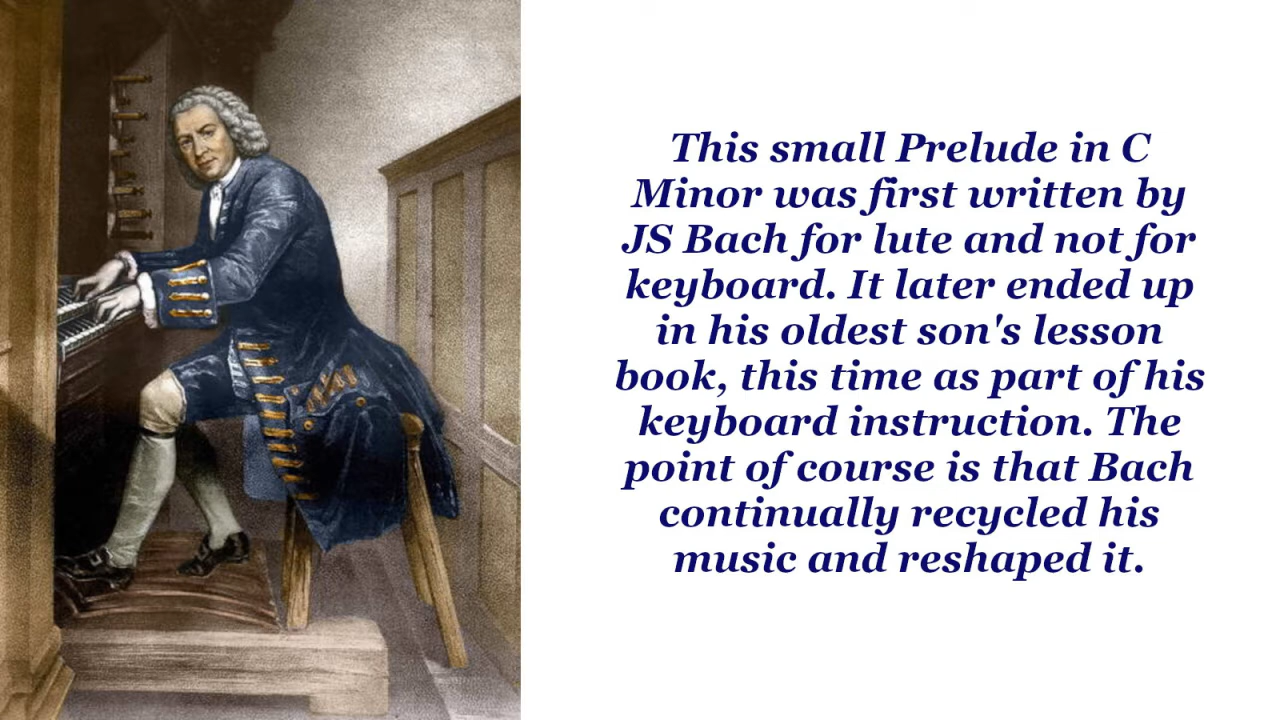 This small Prelude in C
Minor was first written by
JS Bach for lute and not for
keyboard. It later ended up
in his oldest son's lesson
book, this time as part of his
keyboard instruction. The
point of course is that Bach
continually recycled his
music and reshaped it.